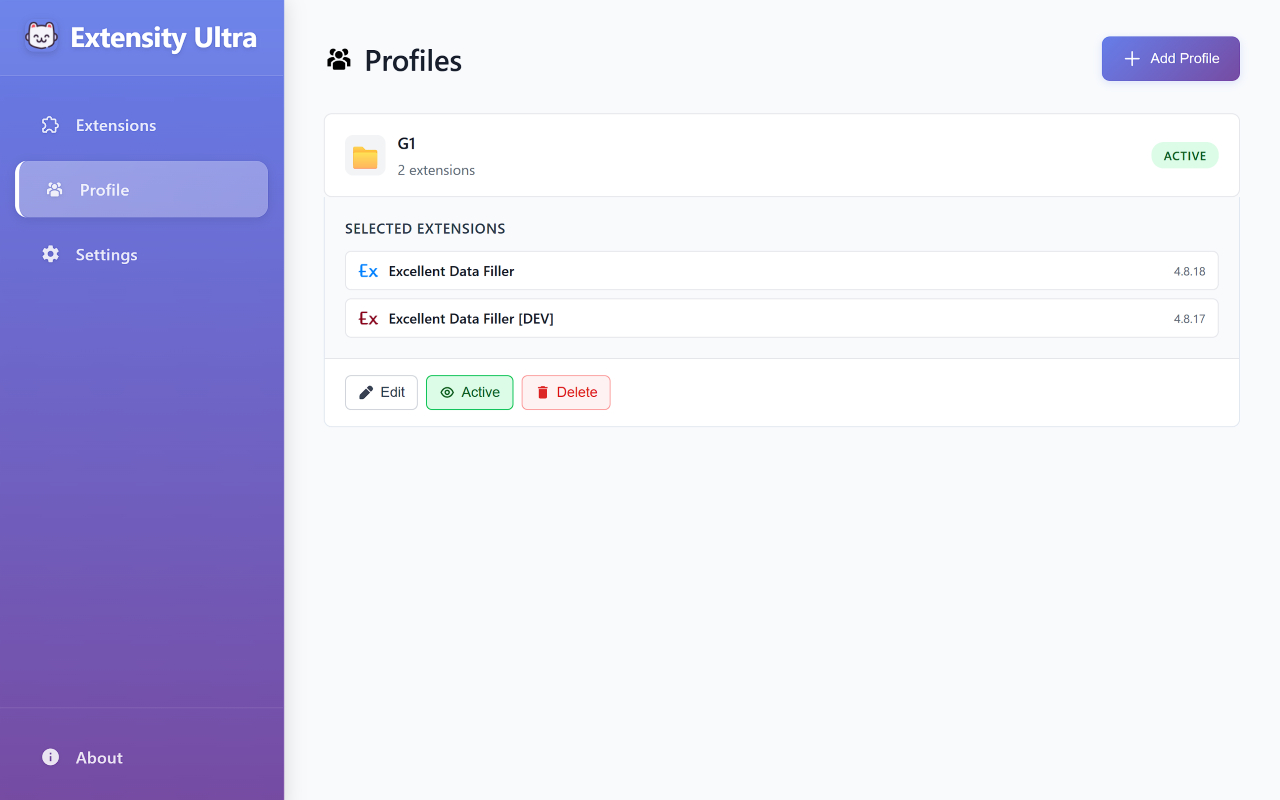 Extensity Ultra
Extensions
Profile
Settings
About
Profiles
Add Profile
G1
2 extensions
ACTIVE
SELECTED EXTENSIONS
Ex Excellent Data Filler 4.8.18
Ex Excellent Data Filler [DEV] 4.8.17
Edit Active Delete